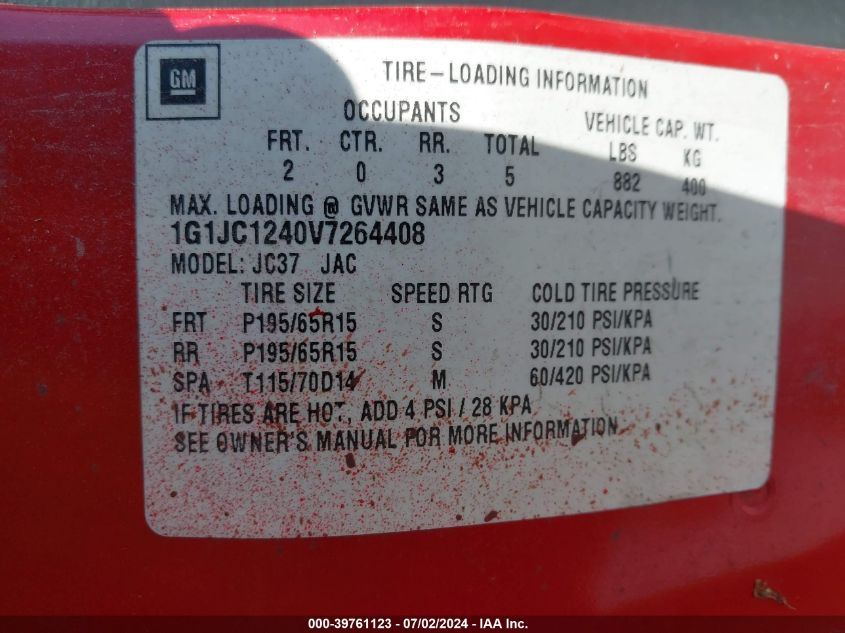 GM
TIRE-LOADING INFORMATION
OCCUPANTS VEHICLE CAP. WT.
FRT. CTR. RR. TOTAL LBS KG
2 0 3 5 882 400
MAX. LOADING @ GVWR SAME AS VEHICLE CAPACITY WEIGHT.
1G1JC1240V7264408
MODEL: JC37 JAC
TIRE SIZE SPEED RTG COLD TIRE PRESSURE
FRT P195/65R15 S 30/210 PSI/KPA
RR P195/65R15 S 30/210 PSI/KPA
SPA T115/70D14 M 60/420 PSI/KPA
IF TIRES ARE HOT, ADD 4 PSI / 28 KPA
SEE OWNER'S MANUAL FOR MORE INFORMATION
000-39761123 - 07/02/2024 - IAA Inc.